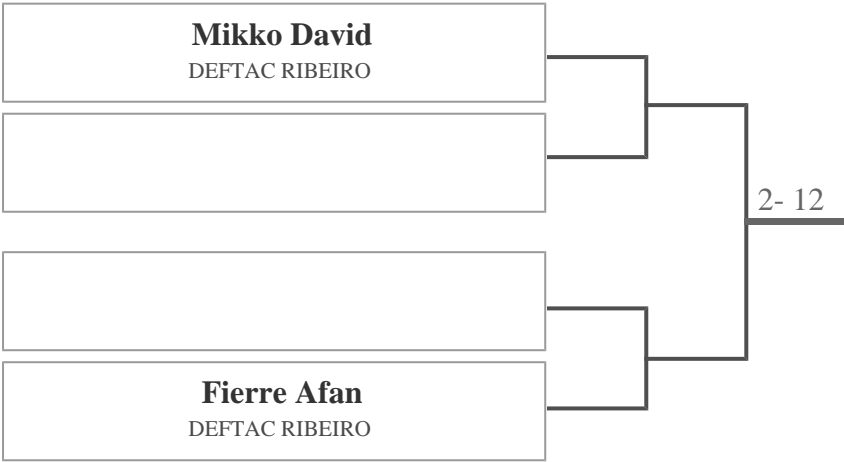 Mikko David
DEFTAC RIBEIRO
2- 12
Fierre Afan
DEFTAC RIBEIRO